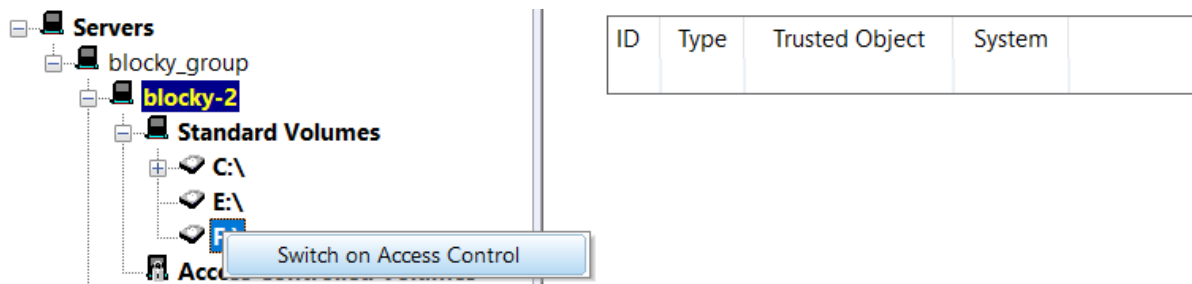 Servers
blocky_group
blocky-2
Standard Volumes
C:\
E:\
Switch on Access Control
ID Type Trusted Object System